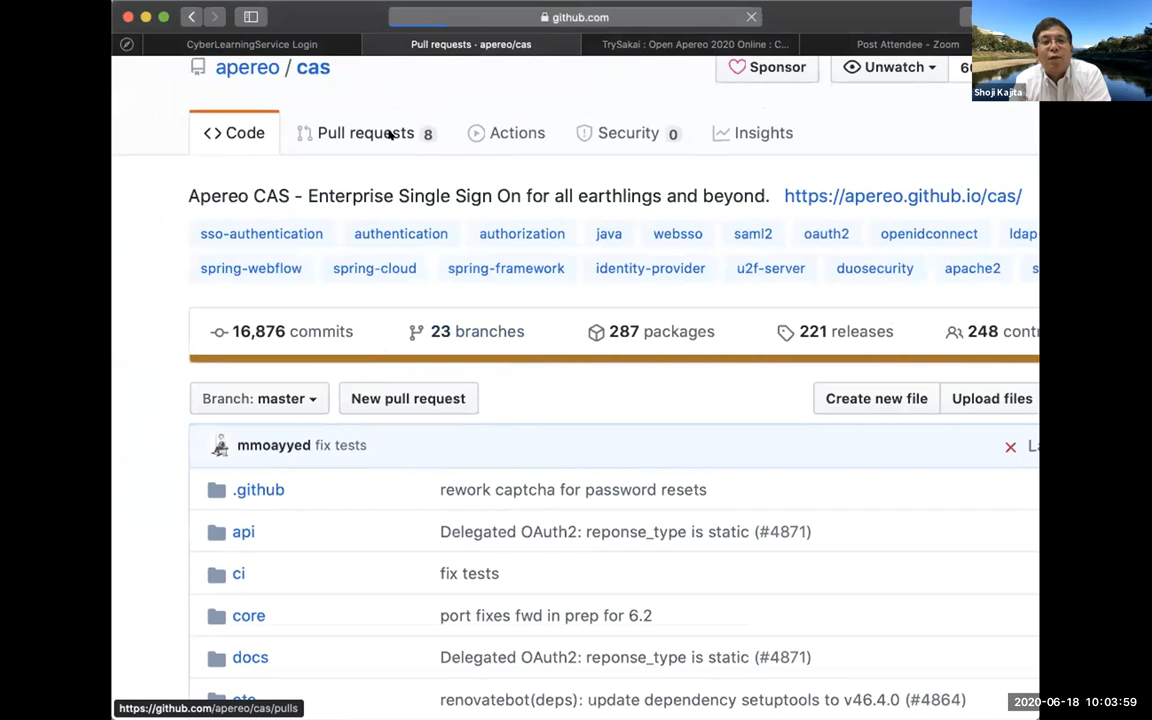 github.com
CyberLearningService Login
Pull requests · apereo/cas
TrySakai : Open Apereo 2020 Online : C...
Post Attendee - Zoom
Shoji Kajita
apereo / cas
Sponsor
Unwatch
Code
Pull requests 8
Actions
Security 0
Insights
Apereo CAS - Enterprise Single Sign On for all earthlings and beyond. https://apereo.github.io/cas/
sso-authentication authentication authorization java websso saml2 oauth2 openidconnect ldap
spring-webflow spring-cloud spring-framework identity-provider u2f-server duosecurity apache2
16,876 commits
23 branches
287 packages
221 releases
248 cont
Branch: master
New pull request
Create new file
Upload files
mmoayyed fix tests
.github rework captcha for password resets
api Delegated OAuth2: reponse_type is static (#4871)
ci fix tests
core port fixes fwd in prep for 6.2
docs Delegated OAuth2: reponse_type is static (#4871)
etc renovatebot(deps): update dependency setuptools to v46.4.0 (#4864)
https://github.com/apereo/cas/pulls
2020-06-18 10:03:59